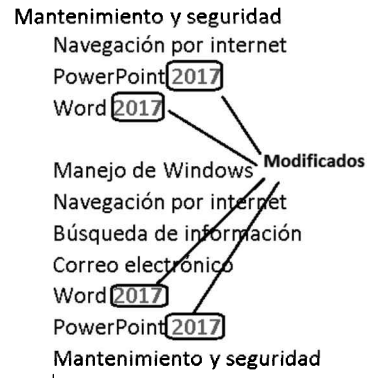 Mantenimiento y seguridad
Navegación por internet
PowerPoint 2017
Word 2017
Modificados
Manejo de Windows
Navegación por internet
Búsqueda de información
Correo electrónico
Word 2017
PowerPoint 2017
Mantenimiento y seguridad